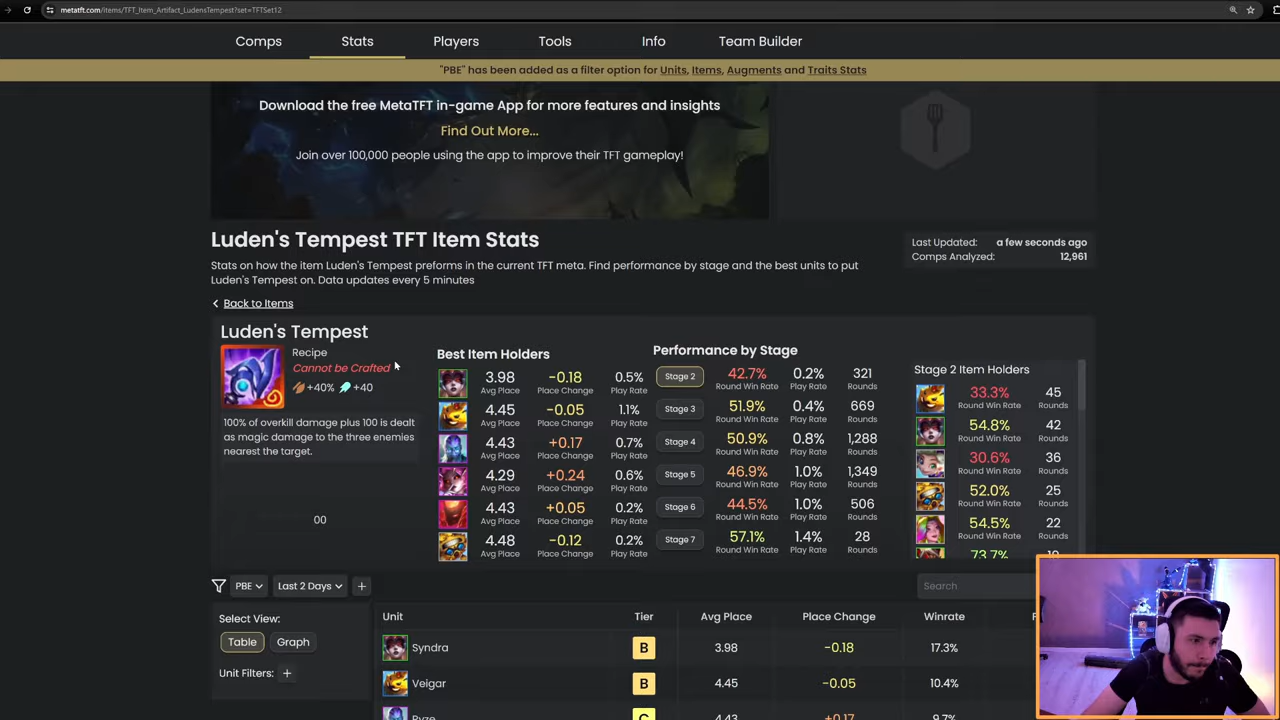 metatft.com/items/TFT_Item_Artifact_LudensTempest?set=TFTSet12
Comps Stats Players Tools Info Team Builder
"PBE" has been added as a filter option for Units, Items, Augments and Traits Stats
Download the free MetaTFT in-game App for more features and insights
Find Out More...
Join over 100,000 people using the app to improve their TFT gameplay!
Luden's Tempest TFT Item Stats
Last Updated: a few seconds ago
Comps Analyzed: 12,961
Stats on how the item Luden's Tempest preforms in the current TFT meta. Find performance by stage and the best units to put
Luden's Tempest on. Data updates every 5 minutes
Back to Items
Luden's Tempest
Recipe
Cannot be Crafted
+40% +40
100% of overkill damage plus 100 is dealt
as magic damage to the three enemies
nearest the target.
00
Best Item Holders
3.98 -0.18 0.5%
Avg Place Place Change Play Rate
4.45 -0.05 1.1%
Avg Place Place Change Play Rate
4.43 +0.17 0.7%
Avg Place Place Change Play Rate
4.29 +0.24 0.6%
Avg Place Place Change Play Rate
4.43 +0.05 0.2%
Avg Place Place Change Play Rate
4.48 -0.12 0.2%
Avg Place Place Change Play Rate
Performance by Stage
Stage 2 42.7% 0.2% 321
Round Win Rate Play Rate Rounds
Stage 3 51.9% 0.4% 669
Round Win Rate Play Rate Rounds
Stage 4 50.9% 0.8% 1,288
Round Win Rate Play Rate Rounds
Stage 5 46.9% 1.0% 1,349
Round Win Rate Play Rate Rounds
Stage 6 44.5% 1.0% 506
Round Win Rate Play Rate Rounds
Stage 7 57.1% 1.4% 28
Round Win Rate Play Rate Rounds
Stage 2 Item Holders
33.3% 45
Round Win Rate Rounds
54.8% 42
Round Win Rate Rounds
30.6% 36
Round Win Rate Rounds
52.0% 25
Round Win Rate Rounds
54.5% 22
Round Win Rate Rounds
73.7%
PBE Last 2 Days +
Search
Select View:
Table Graph
Unit Filters: +
Unit Tier Avg Place Place Change Winrate
Syndra B 3.98 -0.18 17.3%
Veigar B 4.45 -0.05 10.4%
Ryze C 4.43 +0.17 9.7%